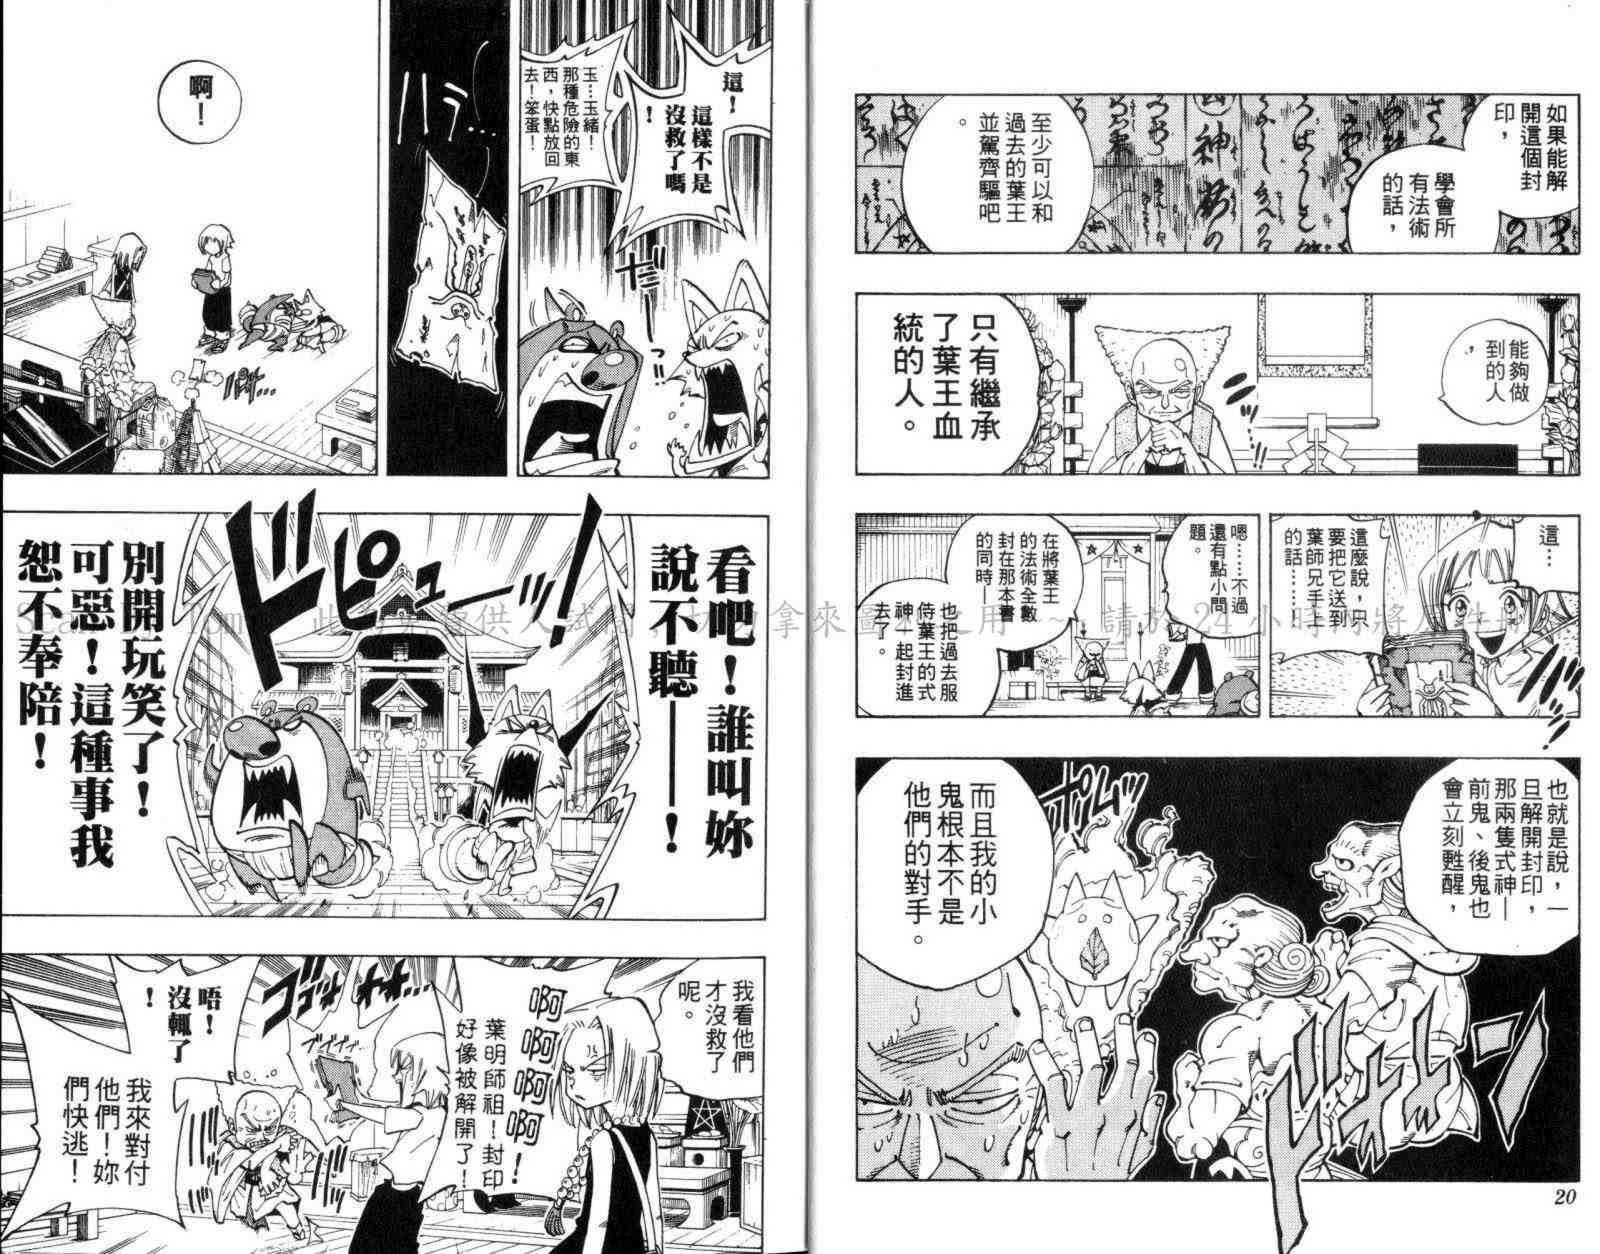 如果能解
開這個封
印，
學會所
有法術
的話，
至少可以和
過去的葉王
並駕齊驅吧
。
能夠做
到的人
，
只有繼承
了葉王血
統的人。
這…
這麼說，只
要把它送到
葉師兄手上
的話……
嗯……不過
還有點小問
題。
在將葉王
的法術全數
封在那本書
的同時—
也把過去服
侍葉王的式
神一起封進
去了。
也就是說，一
旦解開封印，
那兩隻式神—
前鬼、後鬼也
會立刻甦醒，
而且我的小
鬼根本不是
他們的對手。
ポムッ
ドギャーン
20
這！
這樣不是
沒救了嗎
！
玉…玉緒！
那種危險的東
西，快點放回
去！笨蛋！
啊！
看吧！誰叫妳
說不聽——！
ドピューー！
別開玩笑了！
可惡！這種事我
恕不奉陪！
我看他們
才沒救了
呢。
啊啊啊啊啊！
葉明師祖！封印
好像被解開了！
唔！
沒輒了
！
我來對付
他們！妳
們快逃！